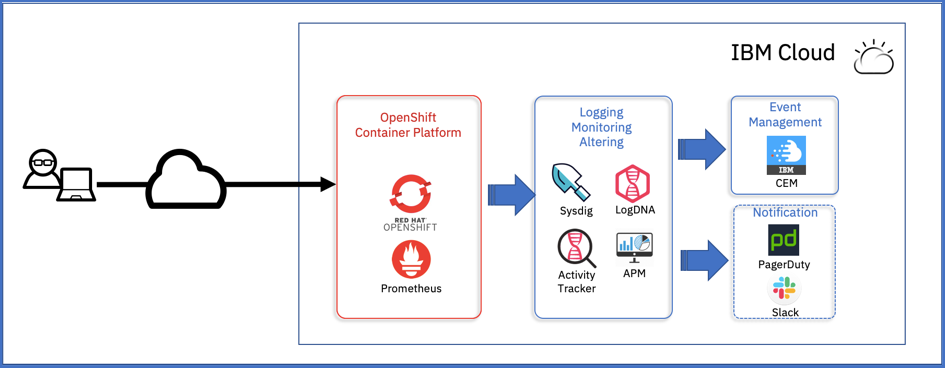 IBM Cloud
OpenShift
Container Platform
RED HAT®
OPENSHIFT
Prometheus
Logging
Monitoring
Altering
Sysdig
LogDNA
Activity
Tracker
APM
Event
Management
IBM
CEM
Notification
pd
PagerDuty
Slack